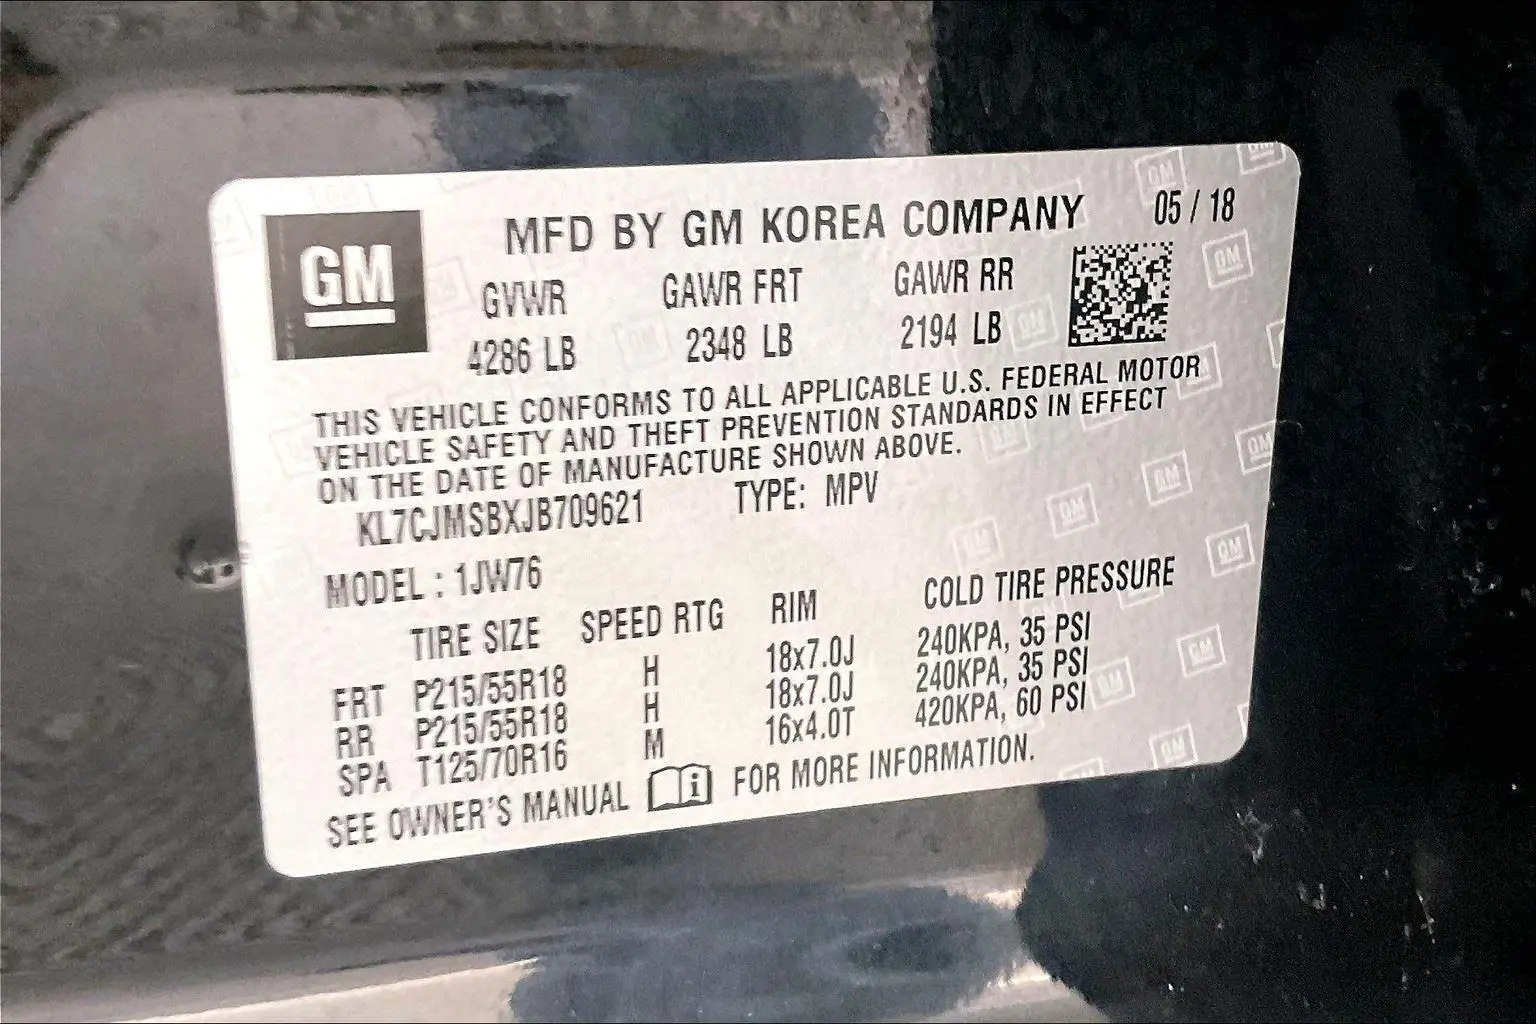 GM
MFD BY GM KOREA COMPANY 05 / 18
GVWR GAWR FRT GAWR RR
4286 LB 2348 LB 2194 LB
THIS VEHICLE CONFORMS TO ALL APPLICABLE U.S. FEDERAL MOTOR
VEHICLE SAFETY AND THEFT PREVENTION STANDARDS IN EFFECT
ON THE DATE OF MANUFACTURE SHOWN ABOVE.
KL7CJMSBXJB709621 TYPE: MPV
MODEL : 1JW76
TIRE SIZE SPEED RTG RIM COLD TIRE PRESSURE
FRT P215/55R18 H 18x7.0J 240KPA, 35 PSI
RR P215/55R18 H 18x7.0J 240KPA, 35 PSI
SPA T125/70R16 M 16x4.0T 420KPA, 60 PSI
SEE OWNER'S MANUAL i FOR MORE INFORMATION.